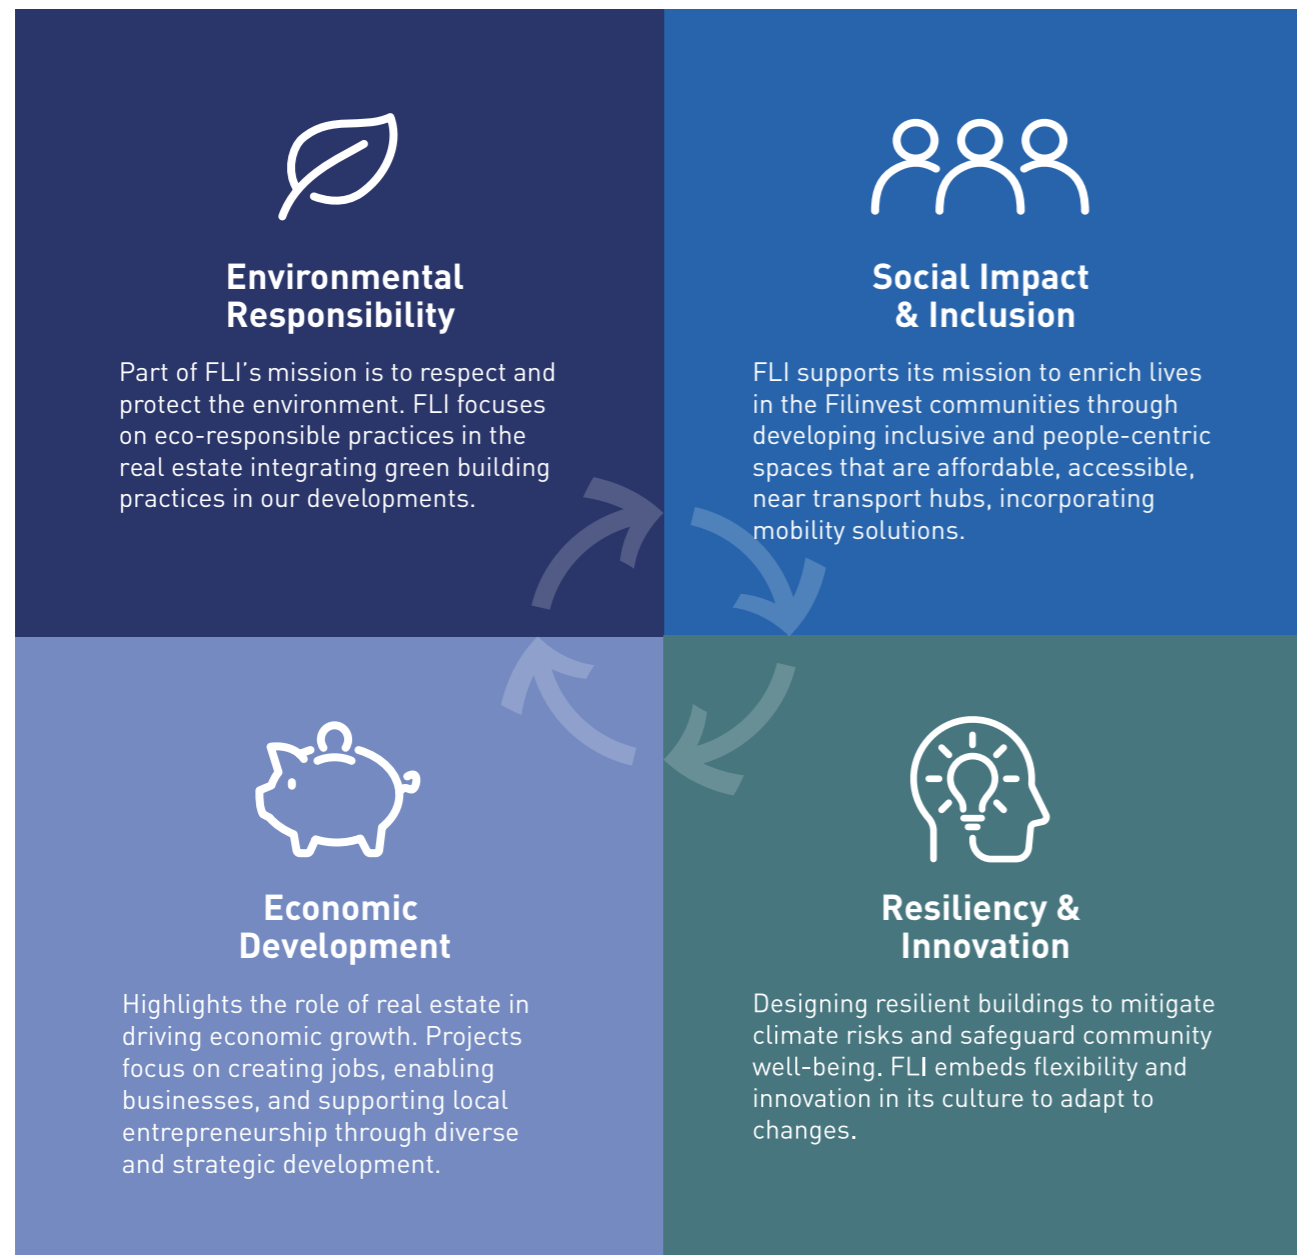 Environmental
Responsibility
Part of FLI's mission is to respect and
protect the environment. FLI focuses
on eco-responsible practices in the
real estate integrating green building
practices in our developments.
Social Impact
& Inclusion
FLI supports its mission to enrich lives
in the Filinvest communities through
developing inclusive and people-centric
spaces that are affordable, accessible,
near transport hubs, incorporating
mobility solutions.
Economic
Development
Highlights the role of real estate in
driving economic growth. Projects
focus on creating jobs, enabling
businesses, and supporting local
entrepreneurship through diverse
and strategic development.
Resiliency &
Innovation
Designing resilient buildings to mitigate
climate risks and safeguard community
well-being. FLI embeds flexibility and
innovation in its culture to adapt to
changes.